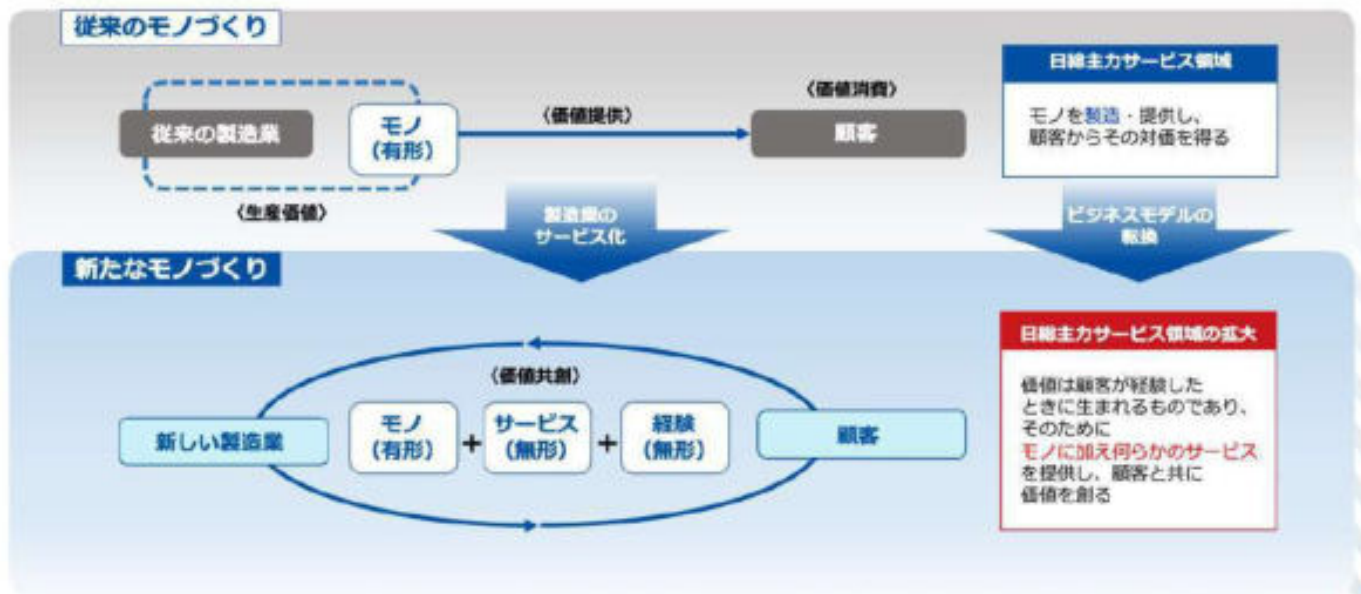 従来のモノづくり
日総主力サービス領域
〈価値消費〉
〈価値提供〉
従来の製造業
モノ
(有形)
顧客
モノを製造・提供し、
顧客からその対価を得る
〈生産価値〉
製造業の
サービス化
ビジネスモデルの
転換
新たなモノづくり
日総主力サービス領域の拡大
〈価値共創〉
新しい製造業
モノ
(有形)
+
サービス
(無形)
+
経験
(無形)
顧客
価値は顧客が経験した
ときに生まれるものであり、
そのために
モノに加え何らかのサービス
を提供し、顧客と共に
価値を創る